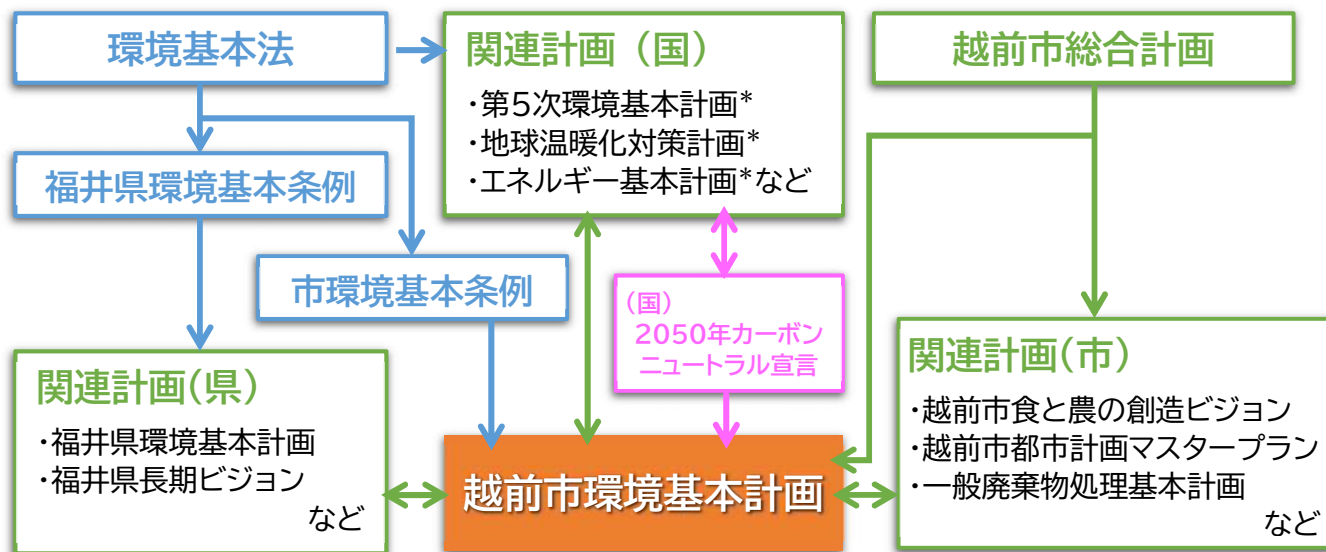 環境基本法
関連計画（国）
・第5次環境基本計画*
・地球温暖化対策計画*
・エネルギー基本計画*など
越前市総合計画
福井県環境基本条例
市環境基本条例
（国）
2050年カーボン
ニュートラル宣言
関連計画（県）
・福井県環境基本計画
・福井県長期ビジョン
など
越前市環境基本計画
関連計画（市）
・越前市食と農の創造ビジョン
・越前市都市計画マスタープラン
・一般廃棄物処理基本計画
など